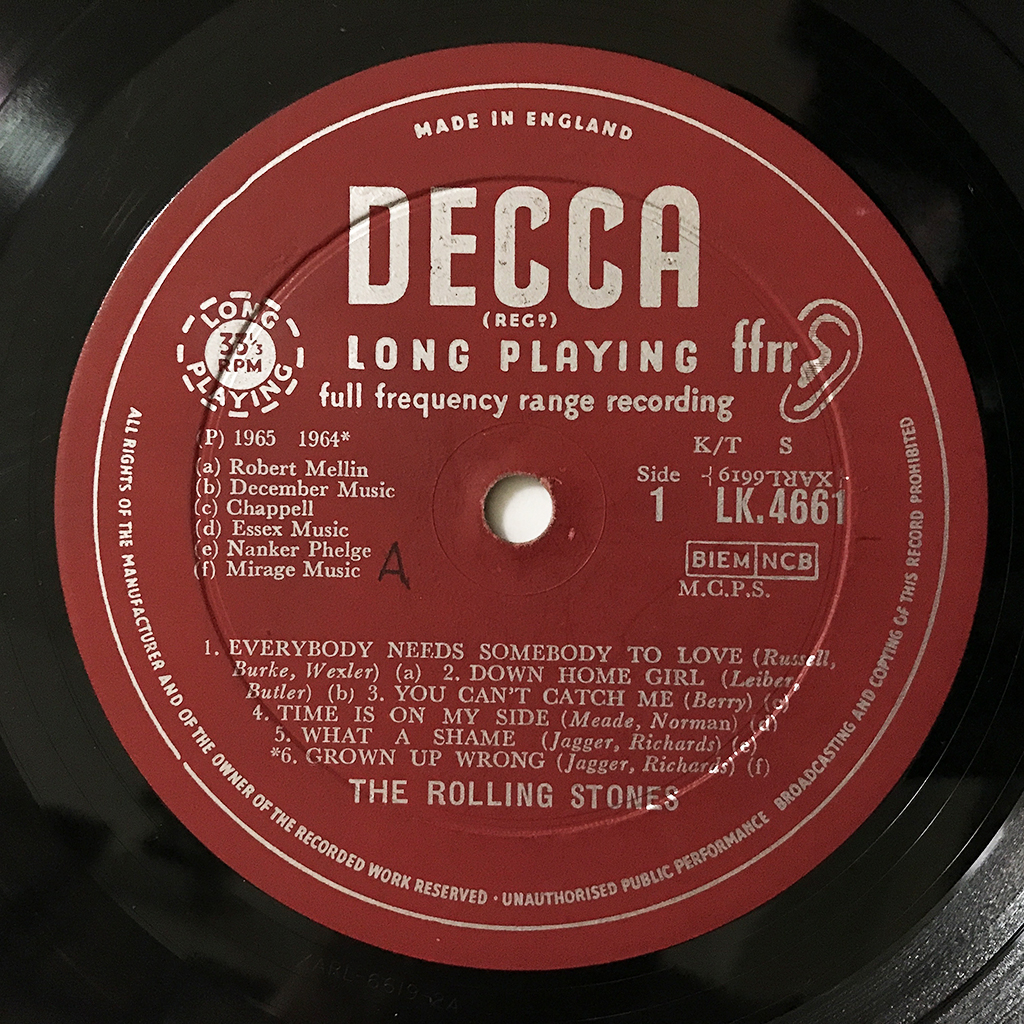 MADE IN ENGLAND
DECCA
(REGD)
LONG PLAYING
33 1/3
RPM
LONG PLAYING
ffrr
full frequency range recording
(P) 1965 1964*
K/T S
(a) Robert Mellin
(b) December Music
(c) Chappell
(d) Essex Music
(e) Nanker Phelge
(f) Mirage Music
A
Side
1
XARL6619
LK.4661
BIEM NCB
M.C.P.S.
1. EVERYBODY NEEDS SOMEBODY TO LOVE (Russell,
Burke, Wexler) (a) 2. DOWN HOME GIRL (Leiber,
Butler) (b) 3. YOU CAN'T CATCH ME (Berry) (c)
4. TIME IS ON MY SIDE (Meade, Norman) (d)
5. WHAT A SHAME (Jagger, Richards) (e)
*6. GROWN UP WRONG (Jagger, Richards) (f)
THE ROLLING STONES
ALL RIGHTS OF THE MANUFACTURER AND OF THE OWNER OF THE RECORDED WORK RESERVED · UNAUTHORISED PUBLIC PERFORMANCE BROADCASTING AND COPYING OF THIS RECORD PROHIBITED